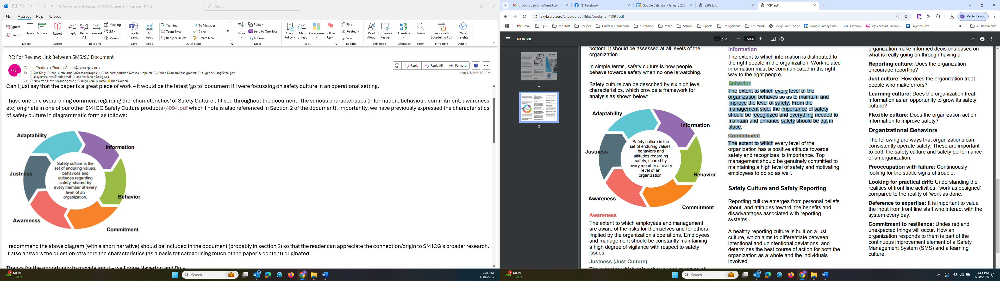 RE: For Review: Link Between SMS/SC Document - Message (HTML)
Search
File Message Help Acrobat
Ignore
Block
Delete
Archive
Report
Reply
Reply All
Forward
Meeting
IM
More
Share to Teams
All Apps
Training
Team Email
Reply & Delete
To Manager
Done
Create New
Move
Rules
Send to OneNote
Actions
Assign Policy
Mark Unread
Categorize
Follow Up
Find
Related
Select
Read Aloud
Immersive Reader
Translate
Zoom
Reply with Scheduling Poll
Viva Insights
Delete Report Respond Teams Apps Quick Steps Move Tags Editing Immersive Language Zoom Find Time Add-in
RE: For Review: Link Between SMS/SC Document
GC
Galea, Charles <Charles.Galea@casa.gov.au>
To Sue King; jean-pierre.arnaud@easa.europa.eu; bernard.bourdon@easa.europa.eu; Adrian.Duncan@caa.govt.nz; eugene.huang@faa.gov;
aila.jarvelainen@traficom.fi; andrew.larsen@tc.gc.ca
Cc Neverton.Novais@anac.gov.br; Ruiyi ANG (CAAS); Rich Golden
Reply Reply All Forward
Mon 1/6/2025 7:21 PM
Can I just say that the paper is a great piece of work – it would be the latest ‘go to’ document if I were focussing on safety culture in an operational setting.
I have one one overarching comment regarding the ‘characteristics’ of Safety Culture utilised throughout the document. The various characteristics (information, behaviour, commitment, awareness
etc) originate in one of our other SM ICG Safety Culture products (4094.pdf which I note is also referenced in Section 2 of the document). Importantly, we have previously expressed the characteristics
of safety culture in diagrammatic form as follows:
Adaptability
Information
Justness
Behavior
Awareness
Commitment
Safety culture is the
set of enduring values,
behaviors and
attitudes regarding
safety, shared by
every member at every
level of an
organization.
I recommend the above diagram (with a short narrative) should be included in the document (probably in section 2) so that the reader can appreciate the connection/origin to SM ICG’s broader research.
It also answers the question of where the characteristics (as a basis for categorising much of the paper’s content) originated.
Thanks for the opportunity to provide input – well done Neverton and Ruiyi
5
META
+1.92%
Search
2:36 PM
1/10/2025
Inbox - suewking@gmail.com
(1) Facebook
Google Calendar - January 202
32893.pdf
4094.pdf
skybrary.aero/sites/default/files/bookshelf/4094.pdf
Verify it's you
Gmail QED JobStuff Recipes Crafts & Gardening eLearning Millie School Sports DesignIdeas Earl Work Rocky Point Lodge Google Family Cale... Citibank My Account | Arling... Paychex Flex
All Bookmarks
4094.pdf
2 / 2
150%
1
2
bottom. It should be assessed at all levels of the
organization.
In simple terms, safety culture is how people
behave towards safety when no one is watching.
Safety culture can be described by six high level
characteristics, which provide a framework for
analysis as shown below:
Adaptability
Information
Justness
Behavior
Awareness
Commitment
Safety culture is the
set of enduring values,
behaviors and
attitudes regarding
safety, shared by
every member at every
level of an
organization.
Awareness
The extent to which employees and management
are aware of the risks for themselves and for others
implied by the organization’s operations. Employees
and management should be constantly maintaining
a high degree of vigilance with respect to safety
issues.
Justness (Just Culture)
The extent to which safe behavior and reporting of
Information
The extent to which information is distributed to
the right people in the organization. Work related
information must be communicated in the right
way to the right people.
Behavior
The extent to which every level of the
organization behaves so as to maintain and
improve the level of safety. From the
management side, the importance of safety
should be recognized and everything needed to
maintain and enhance safety should be put in
place.
Commitment
The extent to which every level of the
organization has a positive attitude towards
safety and recognizes its importance. Top
management should be genuinely committed to
maintaining a high level of safety and motivating
employees to do so as well.
Safety Culture and Safety Reporting
Reporting culture emerges from personal beliefs
about, and attitudes toward, the benefits and
disadvantages associated with reporting
systems.
A healthy reporting culture is built on a just
culture, which aims to differentiate between
intentional and unintentional deviations, and
determines the best course of action for both the
organization as a whole and the individuals
involved.
organization make informed decisions based on
what is really going on through having a:
Reporting culture: Does the organization
encourage reporting?
Just culture: How does the organization treat
people who make errors?
Learning culture: Does the organization treat
information as an opportunity to grow its safety
culture?
Flexible culture: Does the organization act on
information to improve safety?
Organizational Behaviors
The following are ways that organizations can
consistently operate safely. These are important
to both the safety culture and safety performance
of an organization.
Preoccupation with failure: Continuously
looking for the subtle signs of trouble.
Looking for practical drift: Understanding the
realities of front line activities; ‘work as designed’
compared to the reality of ‘work as done.’
Deference to expertise: It is important to value
the input from front line staff who interact with the
system every day.
Commitment to resilience: Undesired and
unexpected things will occur. How an
organization responds to them is part of the
continuous improvement element of a Safety
Management System (SMS) and a learning
culture.
5
META
+1.92%
Search
2:36 PM
1/10/2025